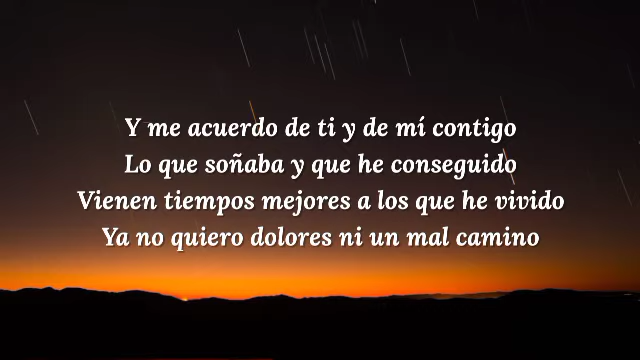 Y me acuerdo de ti y de mí contigo
Lo que soñaba y que he conseguido
Vienen tiempos mejores a los que he vivido
Ya no quiero dolores ni un mal camino